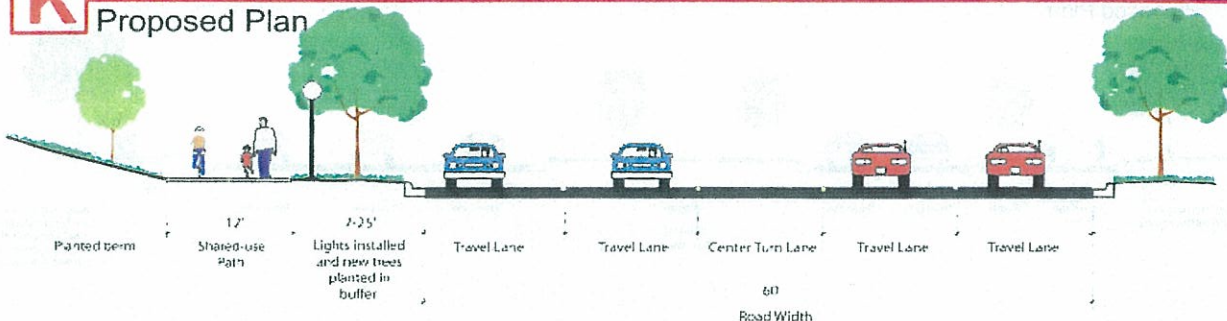 K
Proposed Plan
12'
Shared-use
Path
Planted berm
Lights installed
and new trees
planted in
buffer
Travel Lane
Travel Lane
Center Turn Lane
Travel Lane
Travel Lane
60'
Road Width